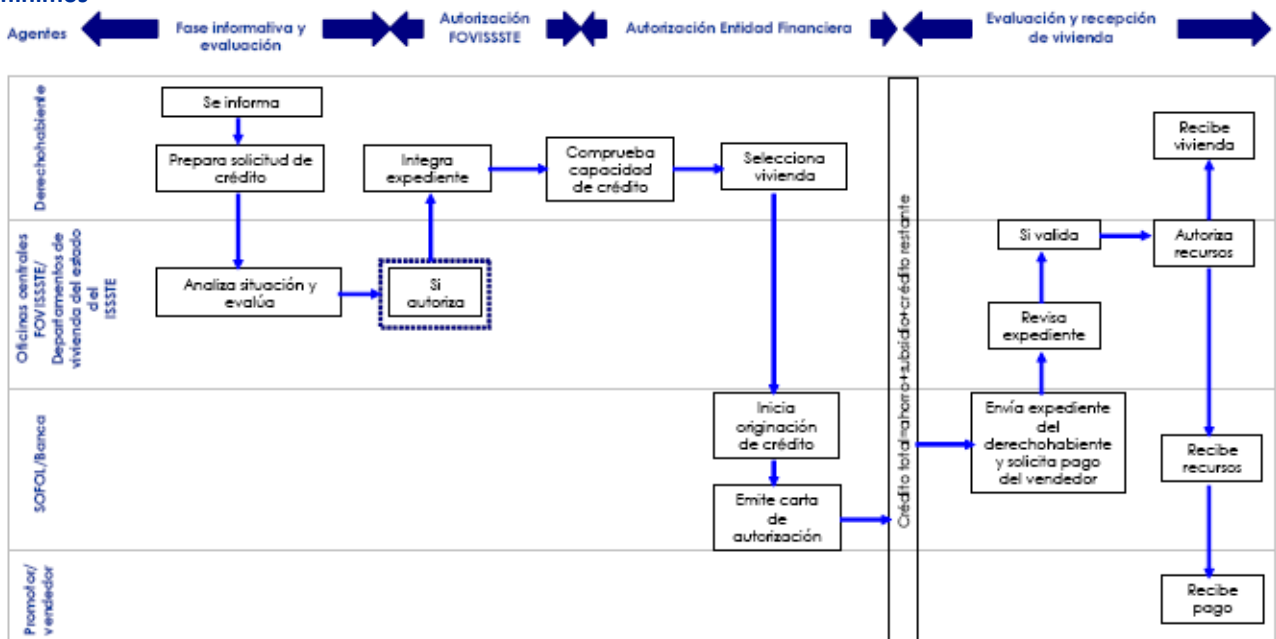 mínimos
Agentes
Fase informativa y
evaluación
Autorización
FOVISSSTE
Autorización Entidad Financiera
Evaluación y recepción
de vivienda
Derechohabiente
Se informa
Prepara solicitud de
crédito
Integra
expediente
Comprueba
capacidad
de crédito
Selecciona
vivienda
Recibe
vivienda
Oficinas centrales
FOVISSSTE/
Departamentos de
vivienda del estado
del
ISSSTE
Analiza situación y
evalúa
Si
autoriza
Si valida
Autoriza
recursos
Revisa
expediente
Crédito total=ahorro+subsidio+crédito restante
SOFOL/Banca
Inicia
originación
de crédito
Emite carta
de
autorización
Envía expediente
del
derechohabiente
y solicita pago
del vendedor
Recibe
recursos
Promotor/
vendedor
Recibe
pago